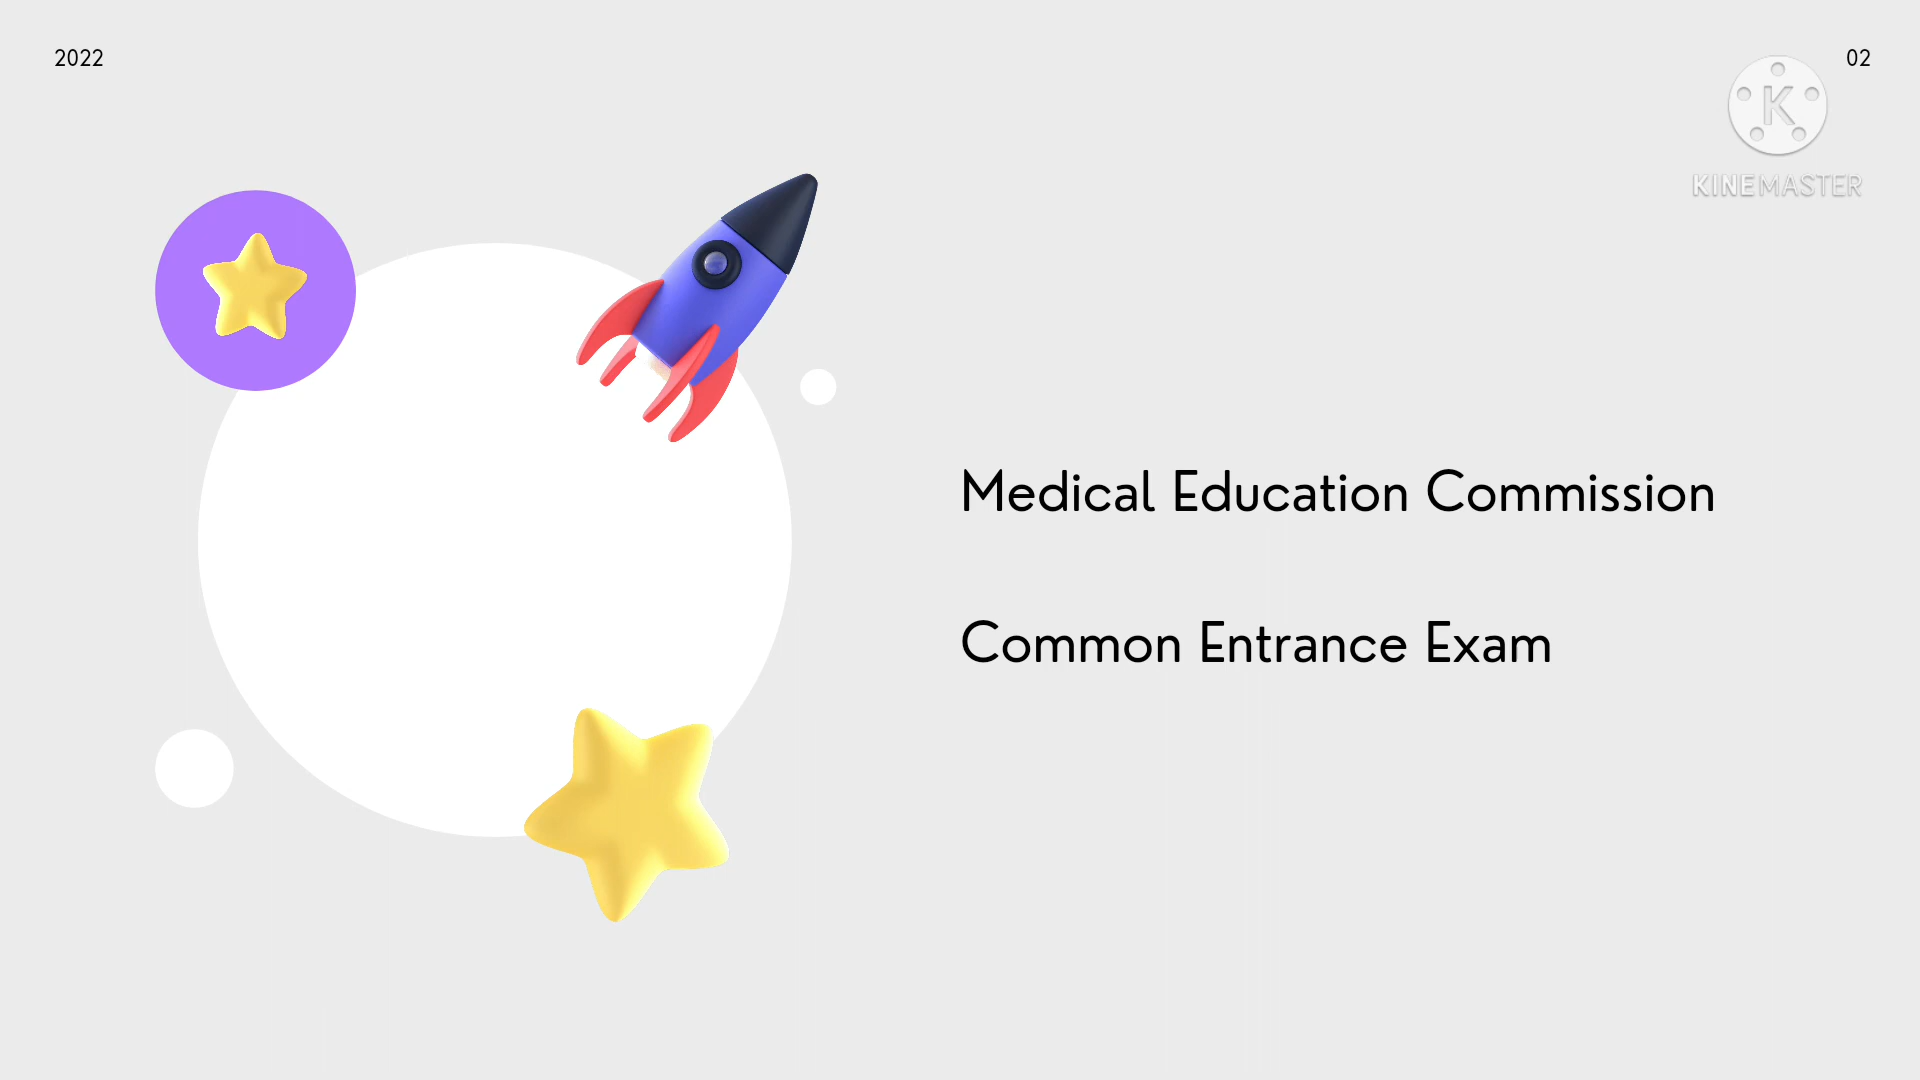 2022
02
K
KINEMASTER
Medical Education Commission
Common Entrance Exam